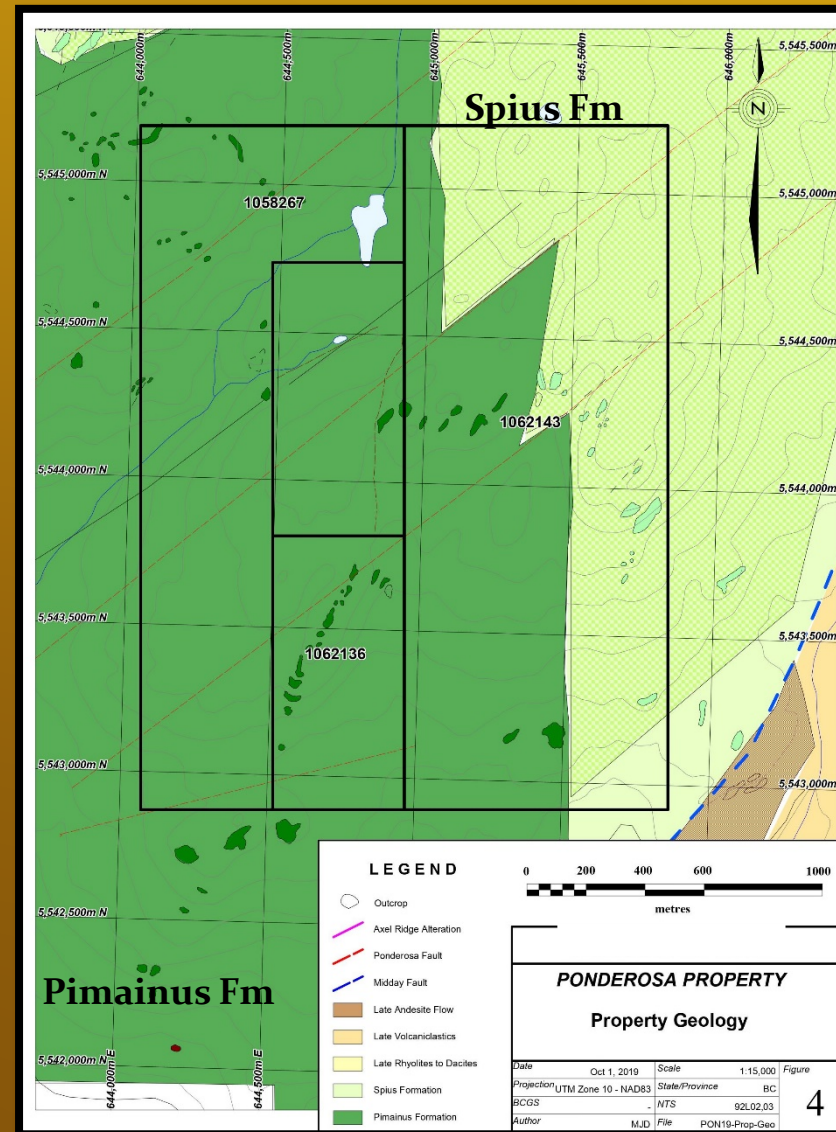 5,545,500m N
644,000m
644,500m
645,000m
645,500m
646,000m
5,545,500m
Spius Fm
N
5,545,000m N
5,545,000m
1058267
5,544,500m N
5,544,500m
1062143
5,544,000m N
5,544,000m
5,543,500m N
5,543,500m
1062136
5,543,000m N
5,543,000m
5,542,500m N
Pimainus Fm
5,542,000m N
644,000m E
644,500m E
LEGEND
Outcrop
Axel Ridge Alteration
Ponderosa Fault
Midday Fault
Late Andesite Flow
Late Volcaniclastics
Late Rhyolites to Dacites
Spius Formation
Pimainus Formation
0 200 400 600 1000
metres
PONDEROSA PROPERTY
Property Geology
Date Oct 1, 2019 Scale 1:15,000 Figure
Projection UTM Zone 10 - NAD83 State/Province BC
BCGS - NTS 92L02,03
Author MJD File PON19-Prop-Geo
4